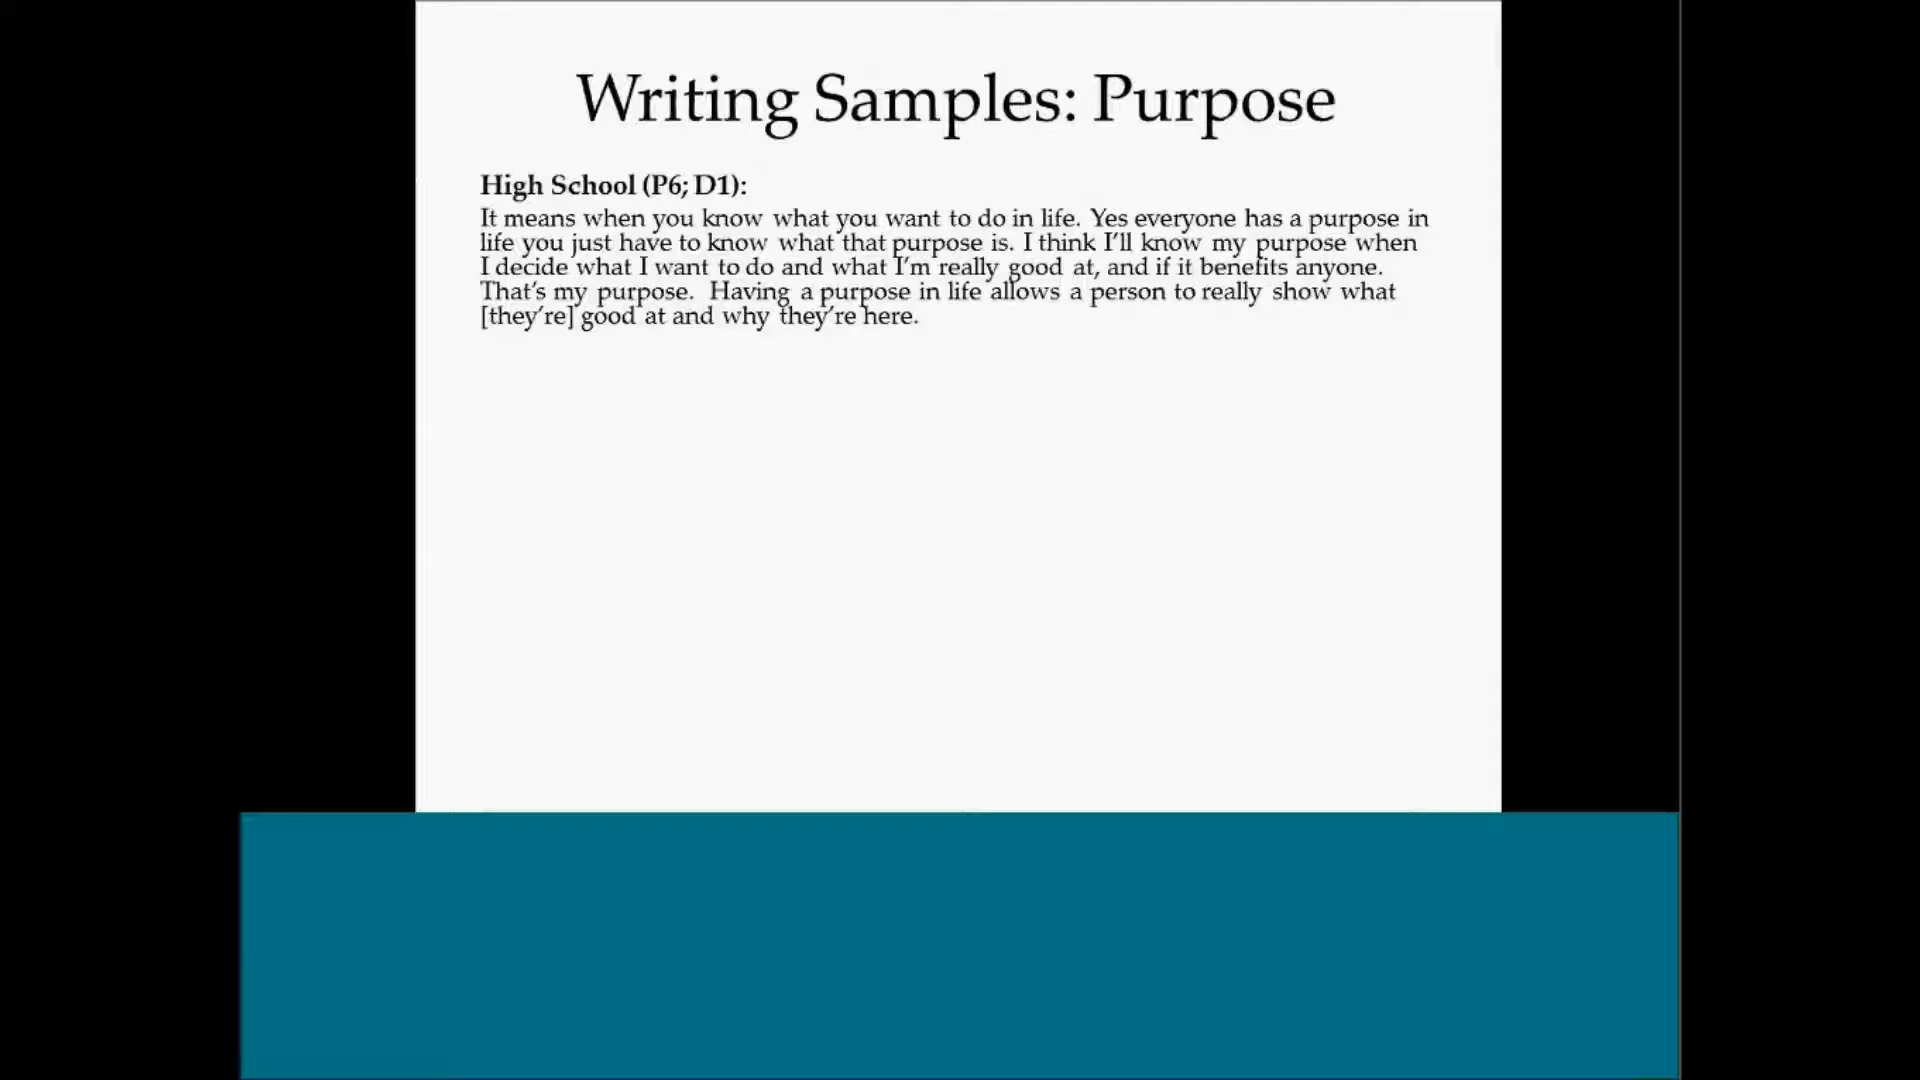 Writing Samples: Purpose
High School (P6; D1):
It means when you know what you want to do in life. Yes everyone has a purpose in
life you just have to know what that purpose is. I think I'll know my purpose when
I decide what I want to do and what I'm really good at, and if it benefits anyone.
That's my purpose.  Having a purpose in life allows a person to really show what
[they're] good at and why they're here.